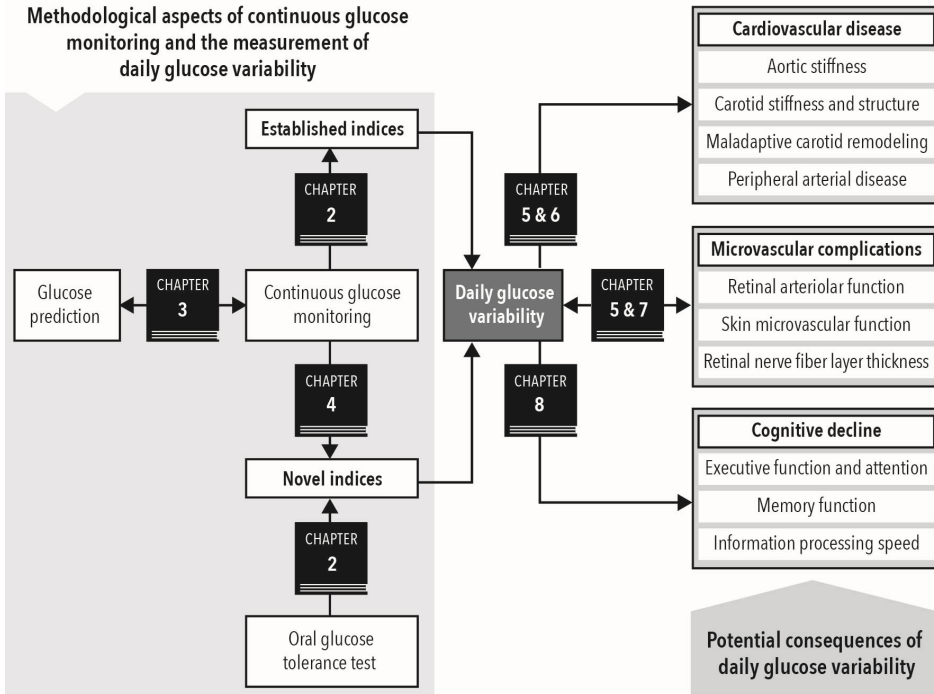 Methodological aspects of continuous glucose
monitoring and the measurement of
daily glucose variability
Established indices
CHAPTER
2
Glucose
prediction
CHAPTER
3
Continuous glucose
monitoring
CHAPTER
4
Novel indices
CHAPTER
2
Oral glucose
tolerance test
Daily glucose
variability
CHAPTER
5 & 6
CHAPTER
5 & 7
CHAPTER
8
Cardiovascular disease
Aortic stiffness
Carotid stiffness and structure
Maladaptive carotid remodeling
Peripheral arterial disease
Microvascular complications
Retinal arteriolar function
Skin microvascular function
Retinal nerve fiber layer thickness
Cognitive decline
Executive function and attention
Memory function
Information processing speed
Potential consequences of
daily glucose variability